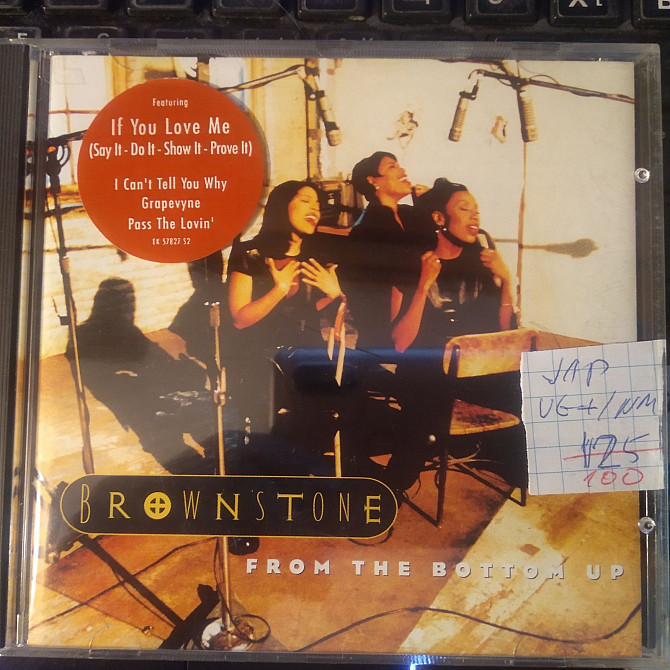 Featuring
If You Love Me
(Say It - Do It - Show It - Prove It)
I Can't Tell You Why
Grapevyne
Pass The Lovin'
EK 57827 S2
BROWNSTONE
FROM THE BOTTOM UP
JAP
VG+/NM
100